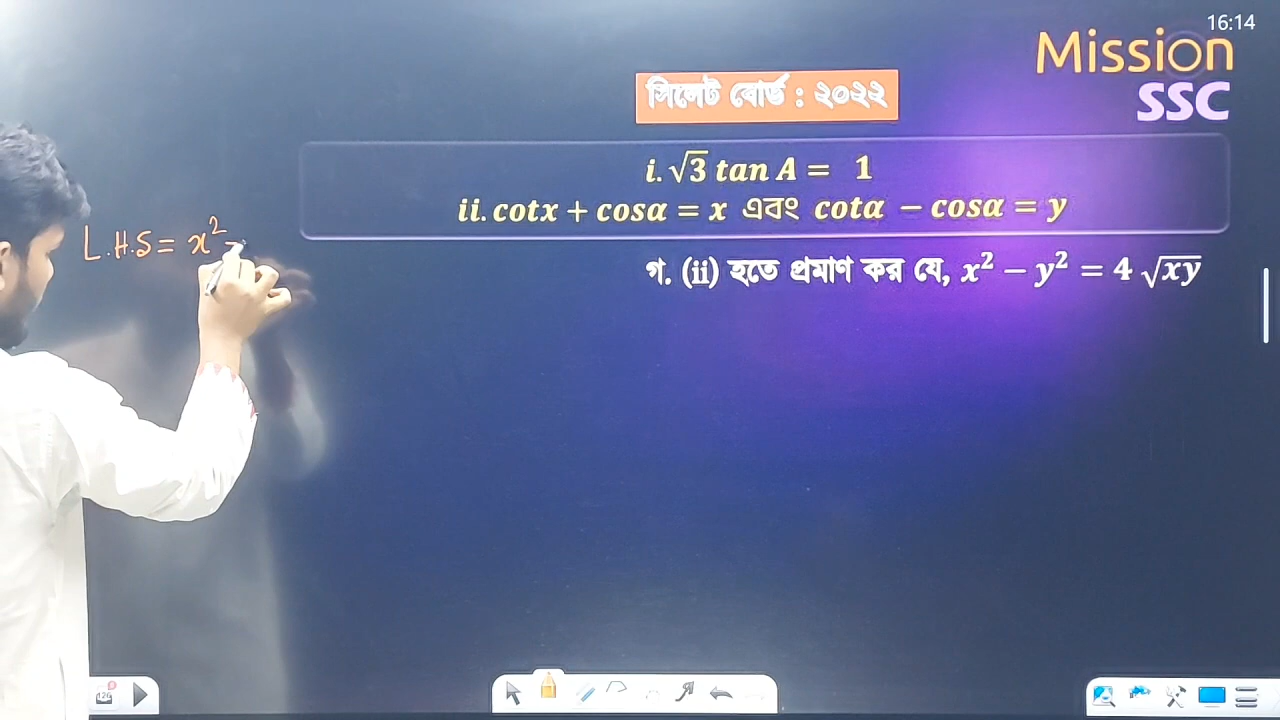 16:14
Mission
SSC
সিলেট বোর্ড : ২০২২
i. √3 tan A = 1
ii. cotx + cosα = x এবং cotα − cosα = y
L.H.S = x² -
গ. (ii) হতে প্রমাণ কর যে, x² − y² = 4 √xy